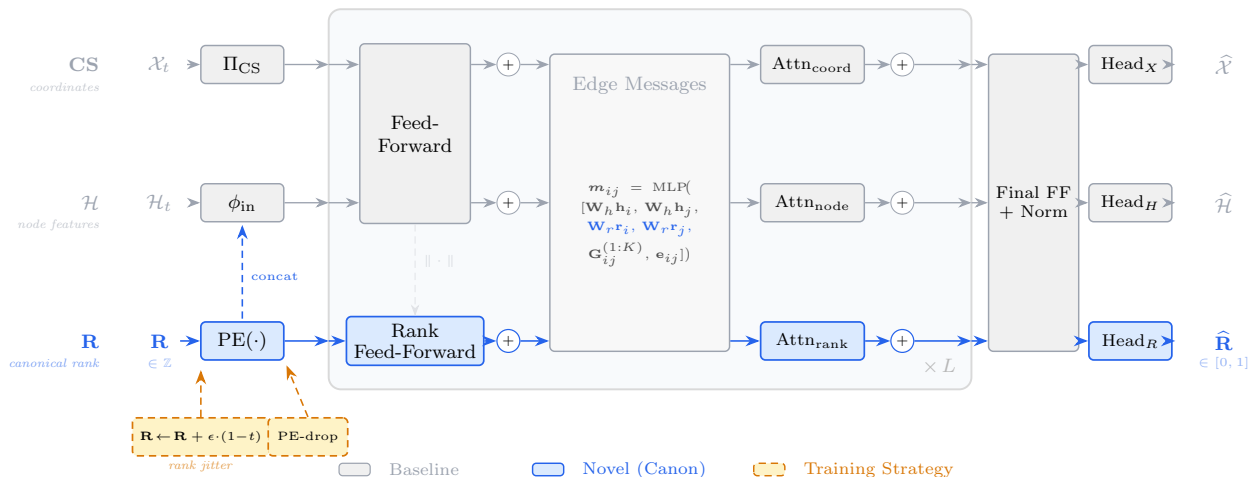 CS
coordinates
𝒳_t
Π_CS
Feed-
Forward
+
Edge Messages
Attn_coord
+
Head_X
𝒳̂
ℋ
node features
ℋ_t
ϕ_in
+
m_ij = MLP(
[W_h h_i, W_h h_j,
W_r r_i, W_r r_j,
G_ij^(1:K), e_ij])
Attn_node
+
Final FF
+ Norm
Head_H
ℋ̂
concat
∥ · ∥
R
canonical rank
R
∈ ℤ
PE(·)
Rank
Feed-Forward
+
Attn_rank
+
Head_R
R̂
∈ [0, 1]
× L
R ← R + ϵ·(1−t)
PE-drop
rank jitter
Baseline
Novel (Canon)
Training Strategy